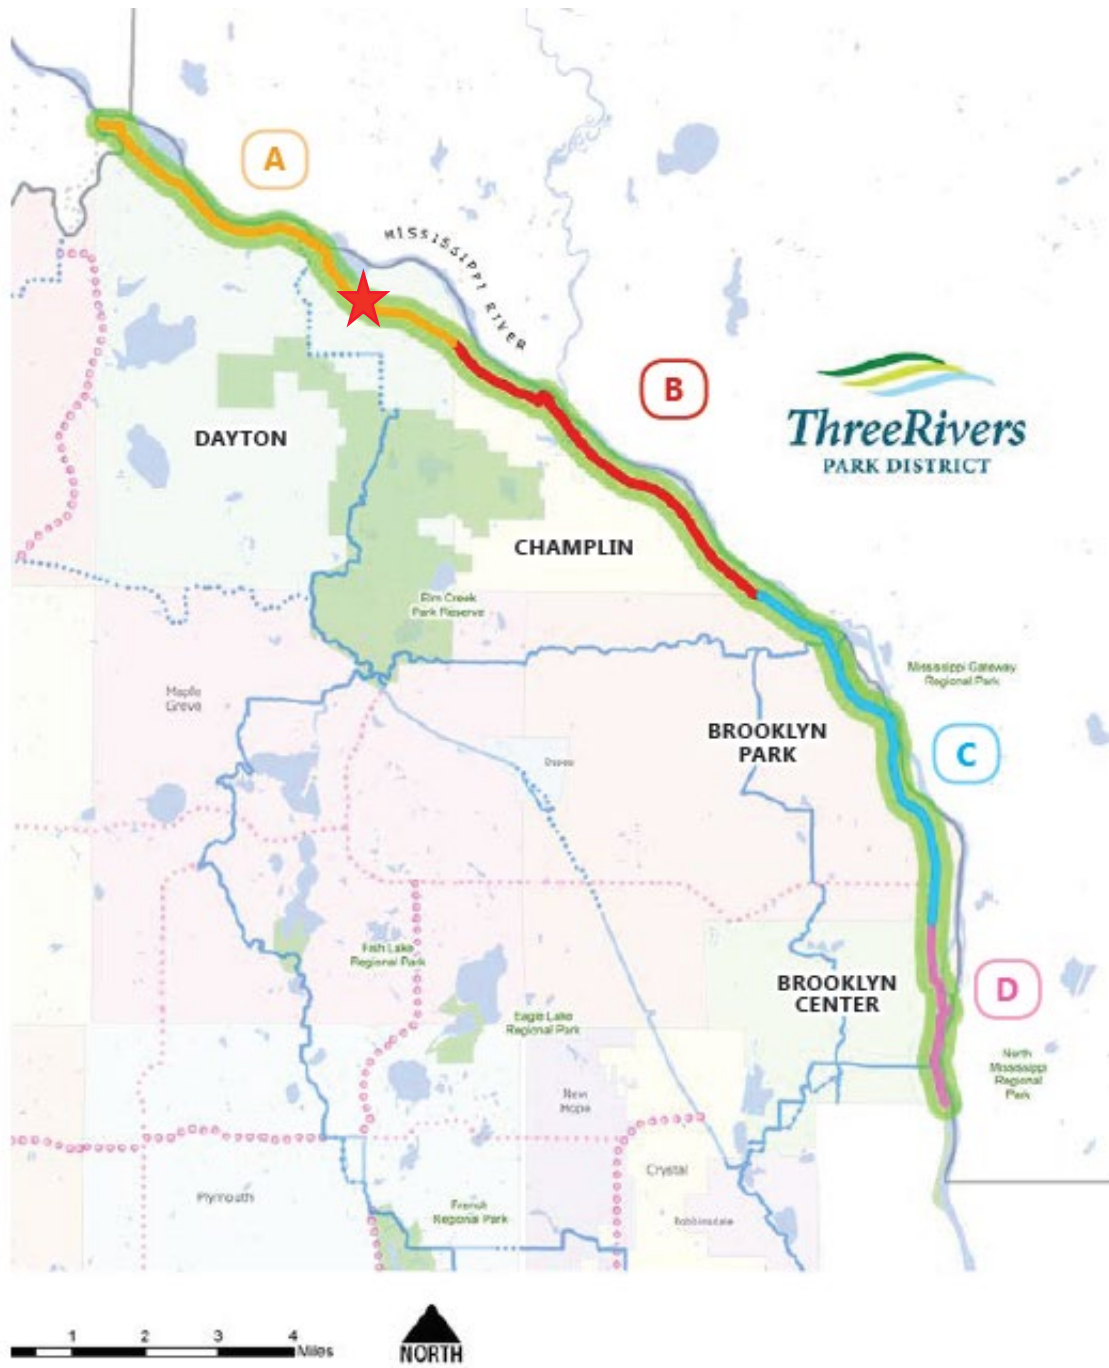 A
MISSISSIPPI RIVER
B
ThreeRivers
PARK DISTRICT
DAYTON
CHAMPLIN
Elm Creek
Park Reserve
Mississippi Gateway
Regional Park
Maple
Grove
BROOKLYN
PARK
C
Osseo
Fish Lake
Regional Park
BROOKLYN
CENTER
D
Eagle Lake
Regional Park
North
Mississippi
Regional
Park
New
Hope
Crystal
Plymouth
French
Regional Park
Robbinsdale
1 2 3 4
Miles
NORTH